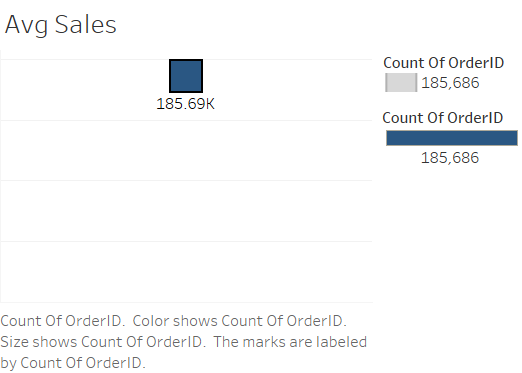 Avg Sales
185.69K
Count Of OrderID
185,686
Count Of OrderID
185,686
Count Of OrderID.  Color shows Count Of OrderID.
Size shows Count Of OrderID.  The marks are labeled
by Count Of OrderID.